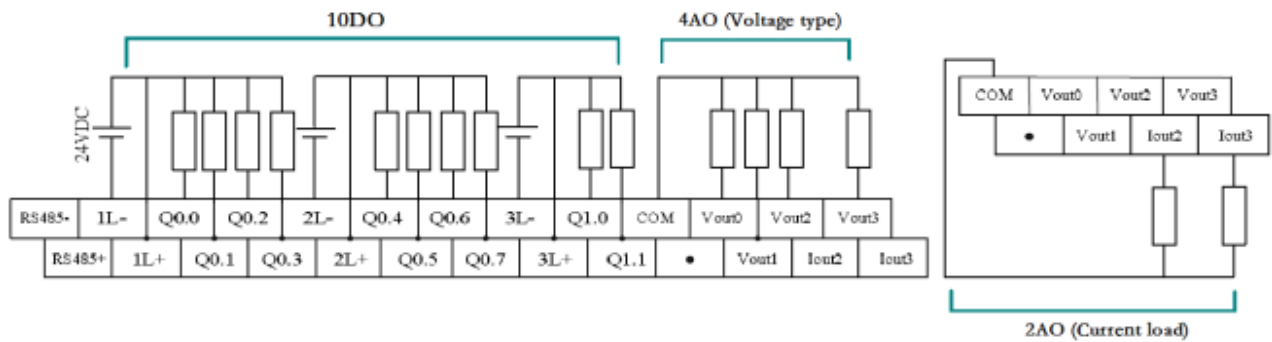 10DO
4AO (Voltage type)
24VDC
COM Vout0 Vout2 Vout3
• Vout1 Iout2 Iout3
RS485- 1L- Q0.0 Q0.2 2L- Q0.4 Q0.6 3L- Q1.0 COM Vout0 Vout2 Vout3
RS485+ 1L+ Q0.1 Q0.3 2L+ Q0.5 Q0.7 3L+ Q1.1 • Vout1 Iout2 Iout3
2AO (Current load)